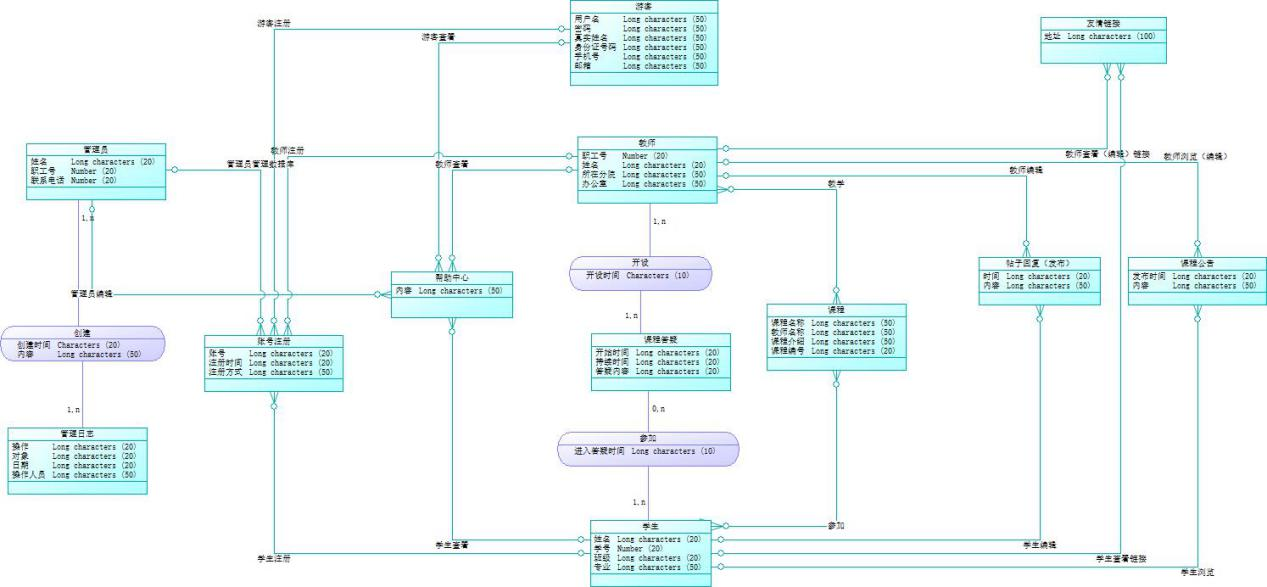 游客
用户名 Long characters (50)
密码 Long characters (50)
真实姓名 Long characters (50)
身份证号码 Long characters (50)
手机号 Long characters (50)
邮箱 Long characters (50)
友情链接
地址 Long characters (100)
游客注册
游客查看
管理员
姓名 Long characters (20)
职工号 Number (20)
联系电话 Number (20)
教师
职工号 Number (20)
姓名 Long characters (20)
所在分院 Long characters (50)
办公室 Long characters (50)
教师注册
管理员管理数据库
教师查看
教师查看（编辑）链接
教师浏览（编辑）
教师编辑
教学
1,n
1,n
开设
开设时间 Characters (10)
帮助中心
内容 Long characters (50)
帖子回复（发布）
时间 Long characters (20)
内容 Long characters (50)
课程公告
发布时间 Long characters (20)
内容 Long characters (50)
管理员编辑
1,n
课程
课程名称 Long characters (50)
教师名称 Long characters (50)
课程介绍 Long characters (50)
课程编号 Long characters (20)
创建
创建时间 Characters (20)
内容 Long characters (50)
账号注册
账号 Long characters (20)
注册时间 Long characters (20)
注册方式 Long characters (50)
课程答疑
开始时间 Long characters (20)
持续时间 Long characters (20)
答疑内容 Long characters (20)
1,n
0,n
管理日志
操作 Long characters (20)
对象 Long characters (20)
日期 Long characters (20)
操作人员 Long characters (50)
参加
进入答疑时间 Long characters (10)
1,n
学生
姓名 Long characters (20)
学号 Number (20)
班级 Long characters (20)
专业 Long characters (50)
参加
学生查看
学生注册
学生编辑
学生查看链接
学生浏览